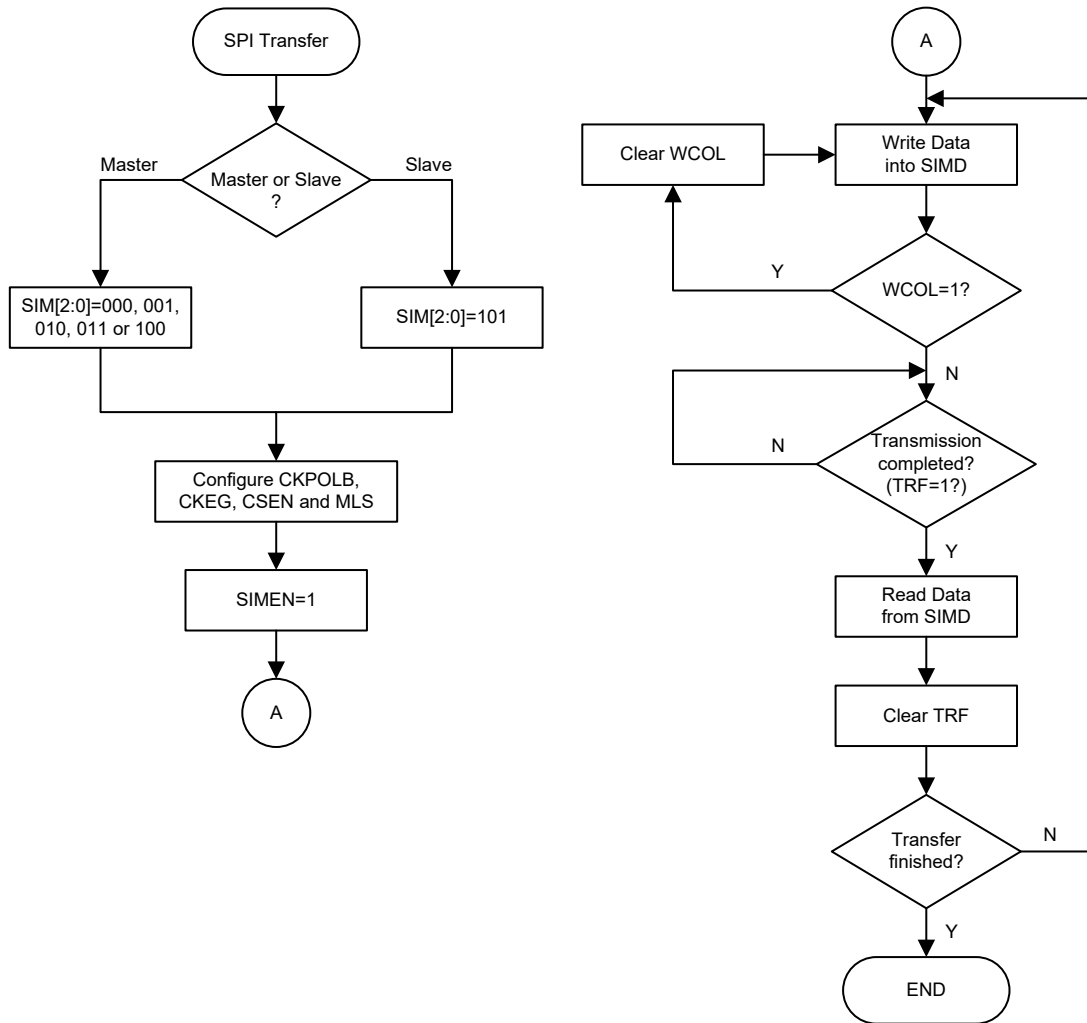 SPI Transfer
Master
Master or Slave
?
Slave
SIM[2:0]=000, 001,
010, 011 or 100
SIM[2:0]=101
Configure CKPOLB,
CKEG, CSEN and MLS
SIMEN=1
A
A
Clear WCOL
Write Data
into SIMD
Y
WCOL=1?
N
N
Transmission
completed?
(TRF=1?)
Y
Read Data
from SIMD
Clear TRF
Transfer
finished?
N
Y
END